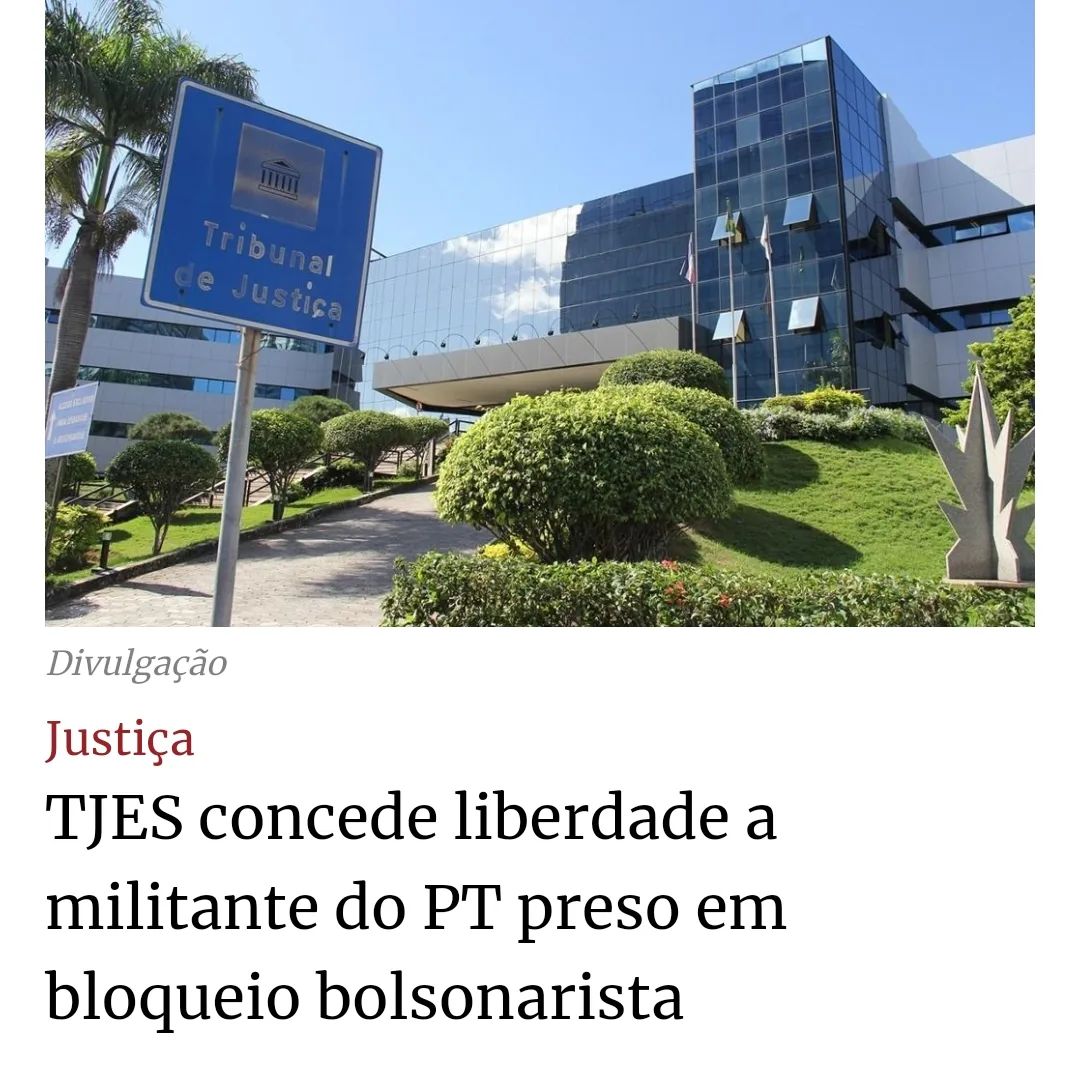 Tribunal
de Justiça
Divulgação
Justiça
TJES concede liberdade a
militante do PT preso em
bloqueio bolsonarista